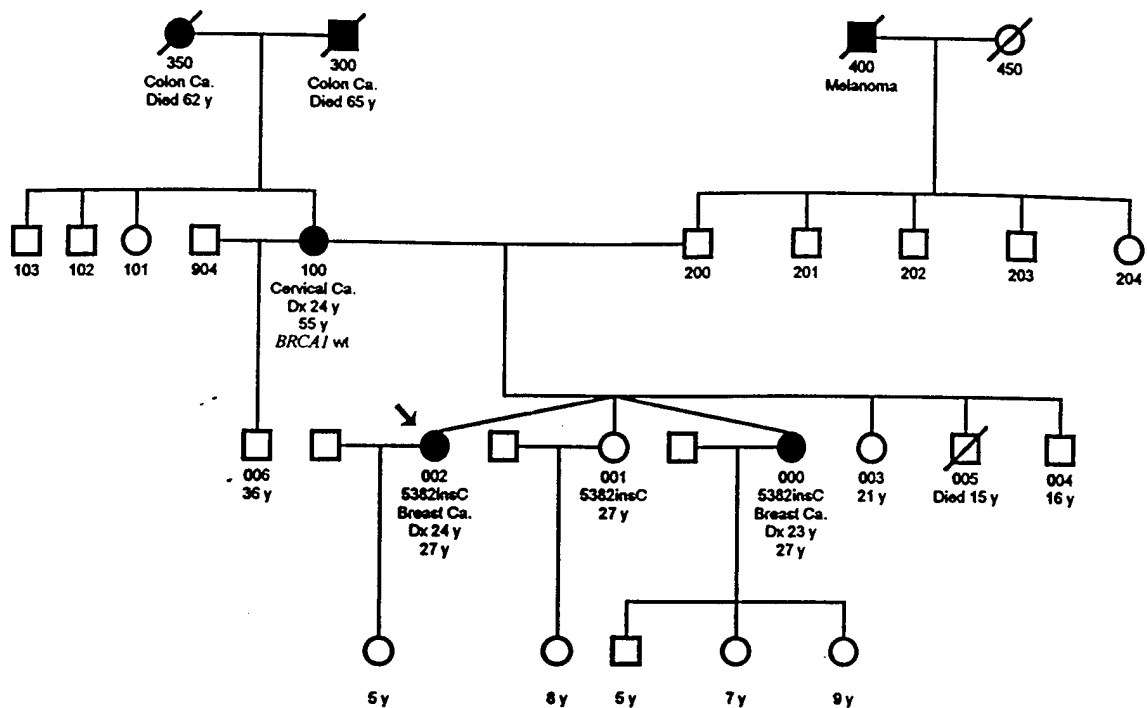 350
Colon Ca.
Died 62 y
300
Colon Ca.
Died 65 y
400
Melanoma
450
103
102
101
904
100
Cervical Ca.
Dx 24 y
55 y
BRCA1 wt
200
201
202
203
204
006
36 y
002
5382insC
Breast Ca.
Dx 24 y
27 y
001
5382insC
27 y
000
5382insC
Breast Ca.
Dx 23 y
27 y
003
21 y
005
Died 15 y
004
16 y
5 y
8 y
5 y
7 y
9 y